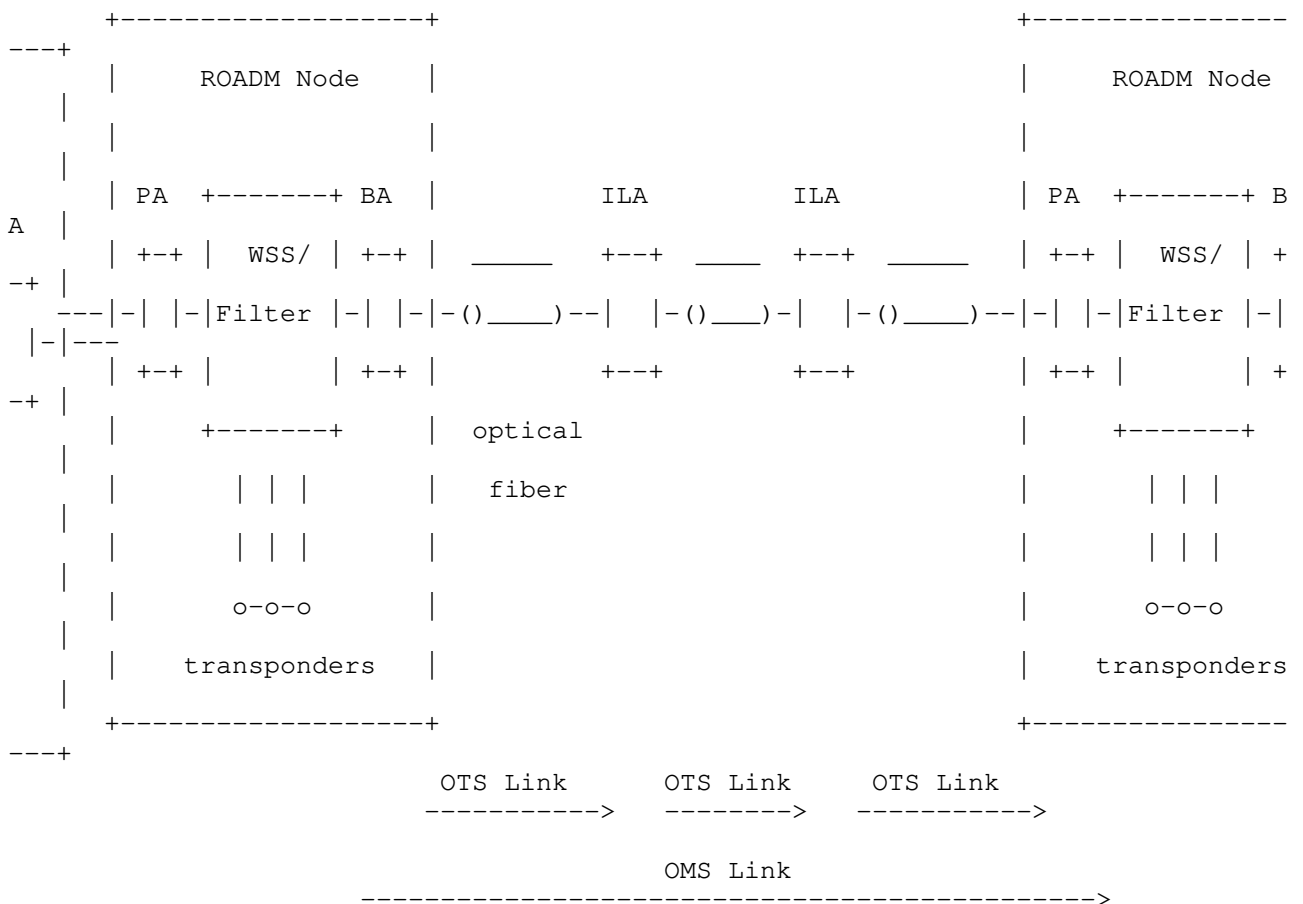 ROADM Node ROADM Node
PA BA ILA ILA PA B
A
WSS/ WSS/
Filter Filter
optical
fiber
o-o-o o-o-o
transponders transponders
OTS Link OTS Link OTS Link
OMS Link